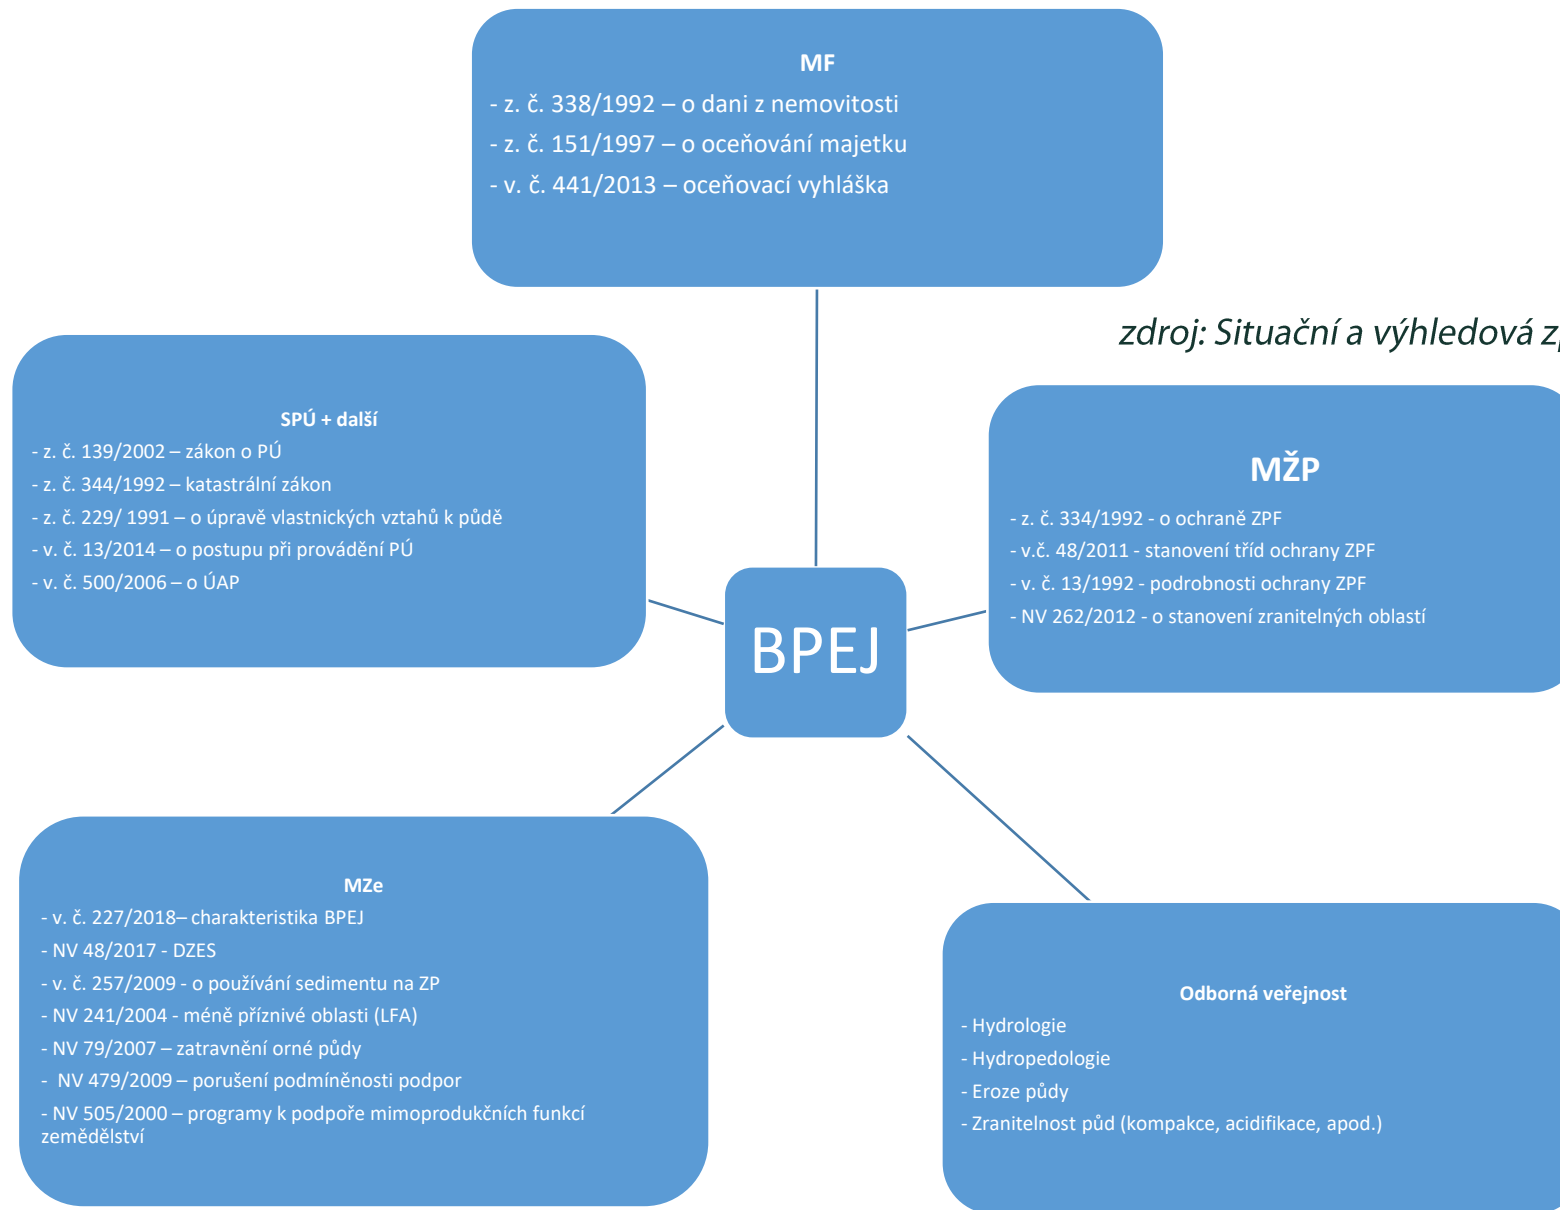 MF
- z. č. 338/1992 – o dani z nemovitosti
- z. č. 151/1997 – o oceňování majetku
- v. č. 441/2013 – oceňovací vyhláška
zdroj: Situační a výhledová
SPÚ + další
- z. č. 139/2002 – zákon o PÚ
- z. č. 344/1992 – katastrální zákon
- z. č. 229/ 1991 – o úpravě vlastnických vztahů k půdě
- v. č. 13/2014 – o postupu při provádění PÚ
- v. č. 500/2006 – o ÚAP
MŽP
- z. č. 334/1992 - o ochraně ZPF
- v.č. 48/2011 - stanovení tříd ochrany ZPF
- v. č. 13/1992 - podrobnosti ochrany ZPF
- NV 262/2012 - o stanovení zranitelných oblastí
BPEJ
MZe
- v. č. 227/2018– charakteristika BPEJ
- NV 48/2017 - DZES
- v. č. 257/2009 - o používání sedimentu na ZP
- NV 241/2004 - méně příznivé oblasti (LFA)
- NV 79/2007 – zatravnění orné půdy
- NV 479/2009 – porušení podmíněnosti podpor
- NV 505/2000 – programy k podpoře mimoprodukčních funkcí
zemědělství
Odborná veřejnost
- Hydrologie
- Hydropedologie
- Eroze půdy
- Zranitelnost půd (kompakce, acidifikace, apod.)